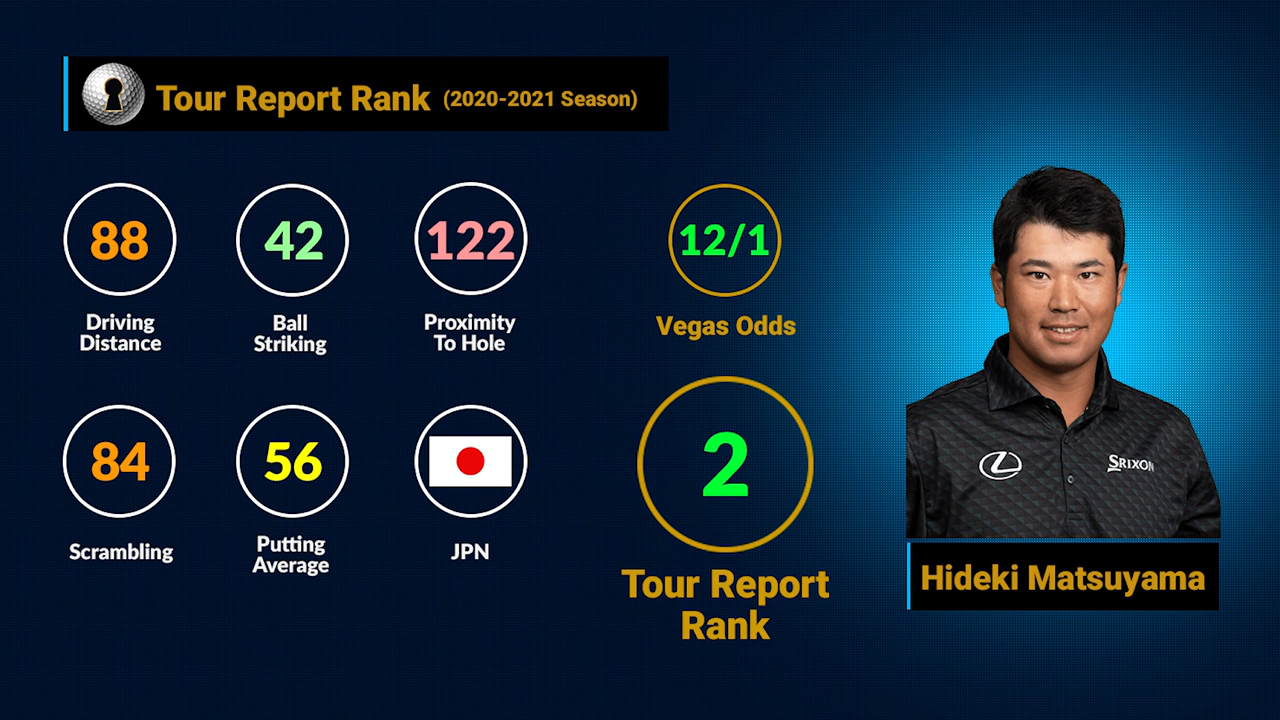 Tour Report Rank (2020-2021 Season)
88
42
122
12/1
Driving
Distance
Ball
Striking
Proximity
To Hole
Vegas Odds
84
56
2
Scrambling
Putting
Average
JPN
Tour Report
Rank
L
SRIXON
Hideki Matsuyama